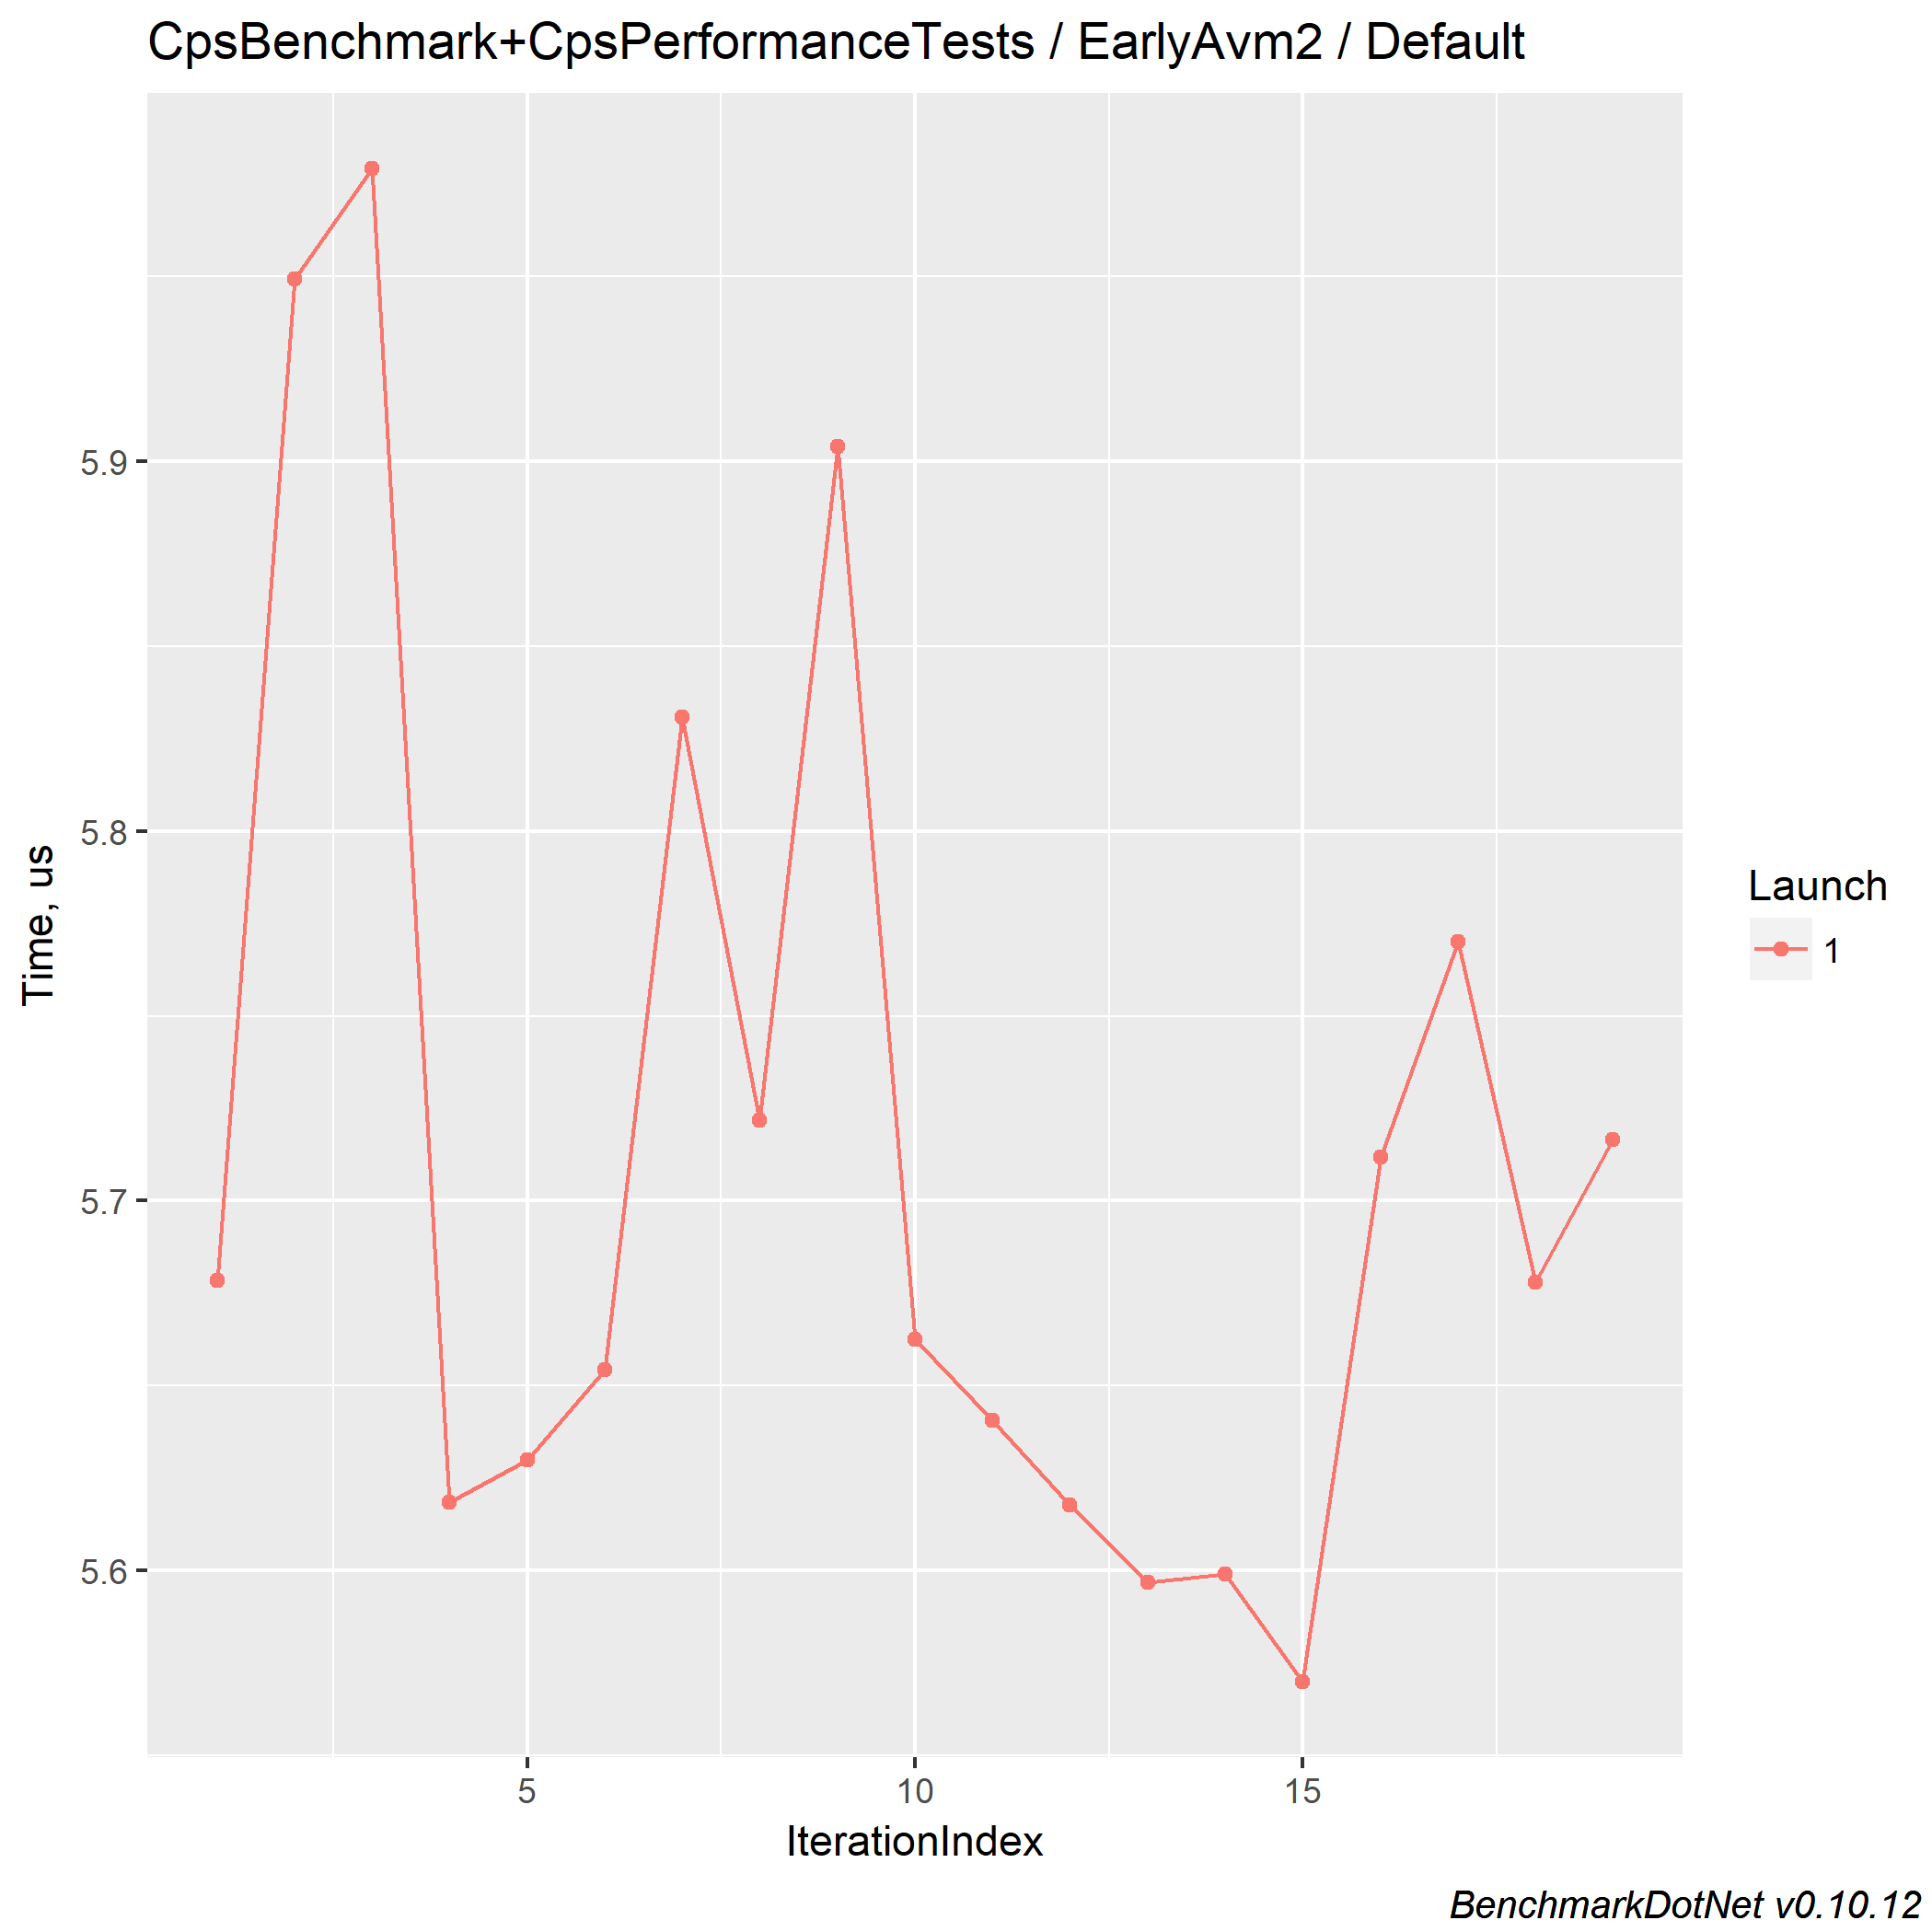 CpsBenchmark+CpsPerformanceTests / EarlyAvm2 / Default
5.9
5.8
5.7
5.6
Time, us
5
10
15
IterationIndex
Launch
1
BenchmarkDotNet v0.10.12